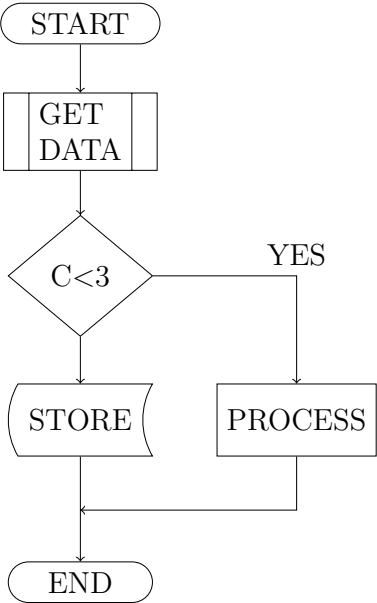 START
GET
DATA
YES
C<3
STORE
PROCESS
END